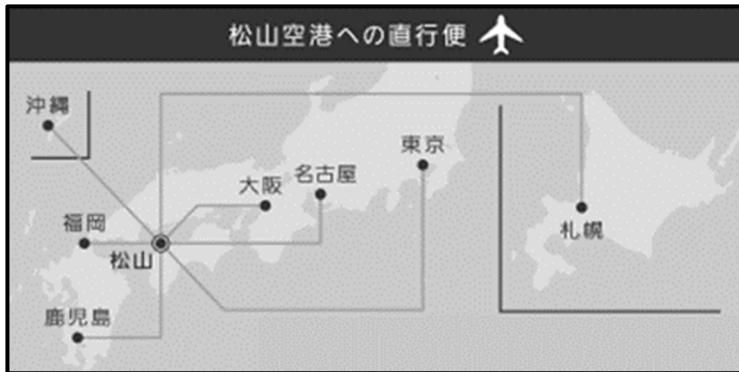 松山空港への直行便
沖縄
東京
名古屋
大阪
福岡
札幌
松山
鹿児島